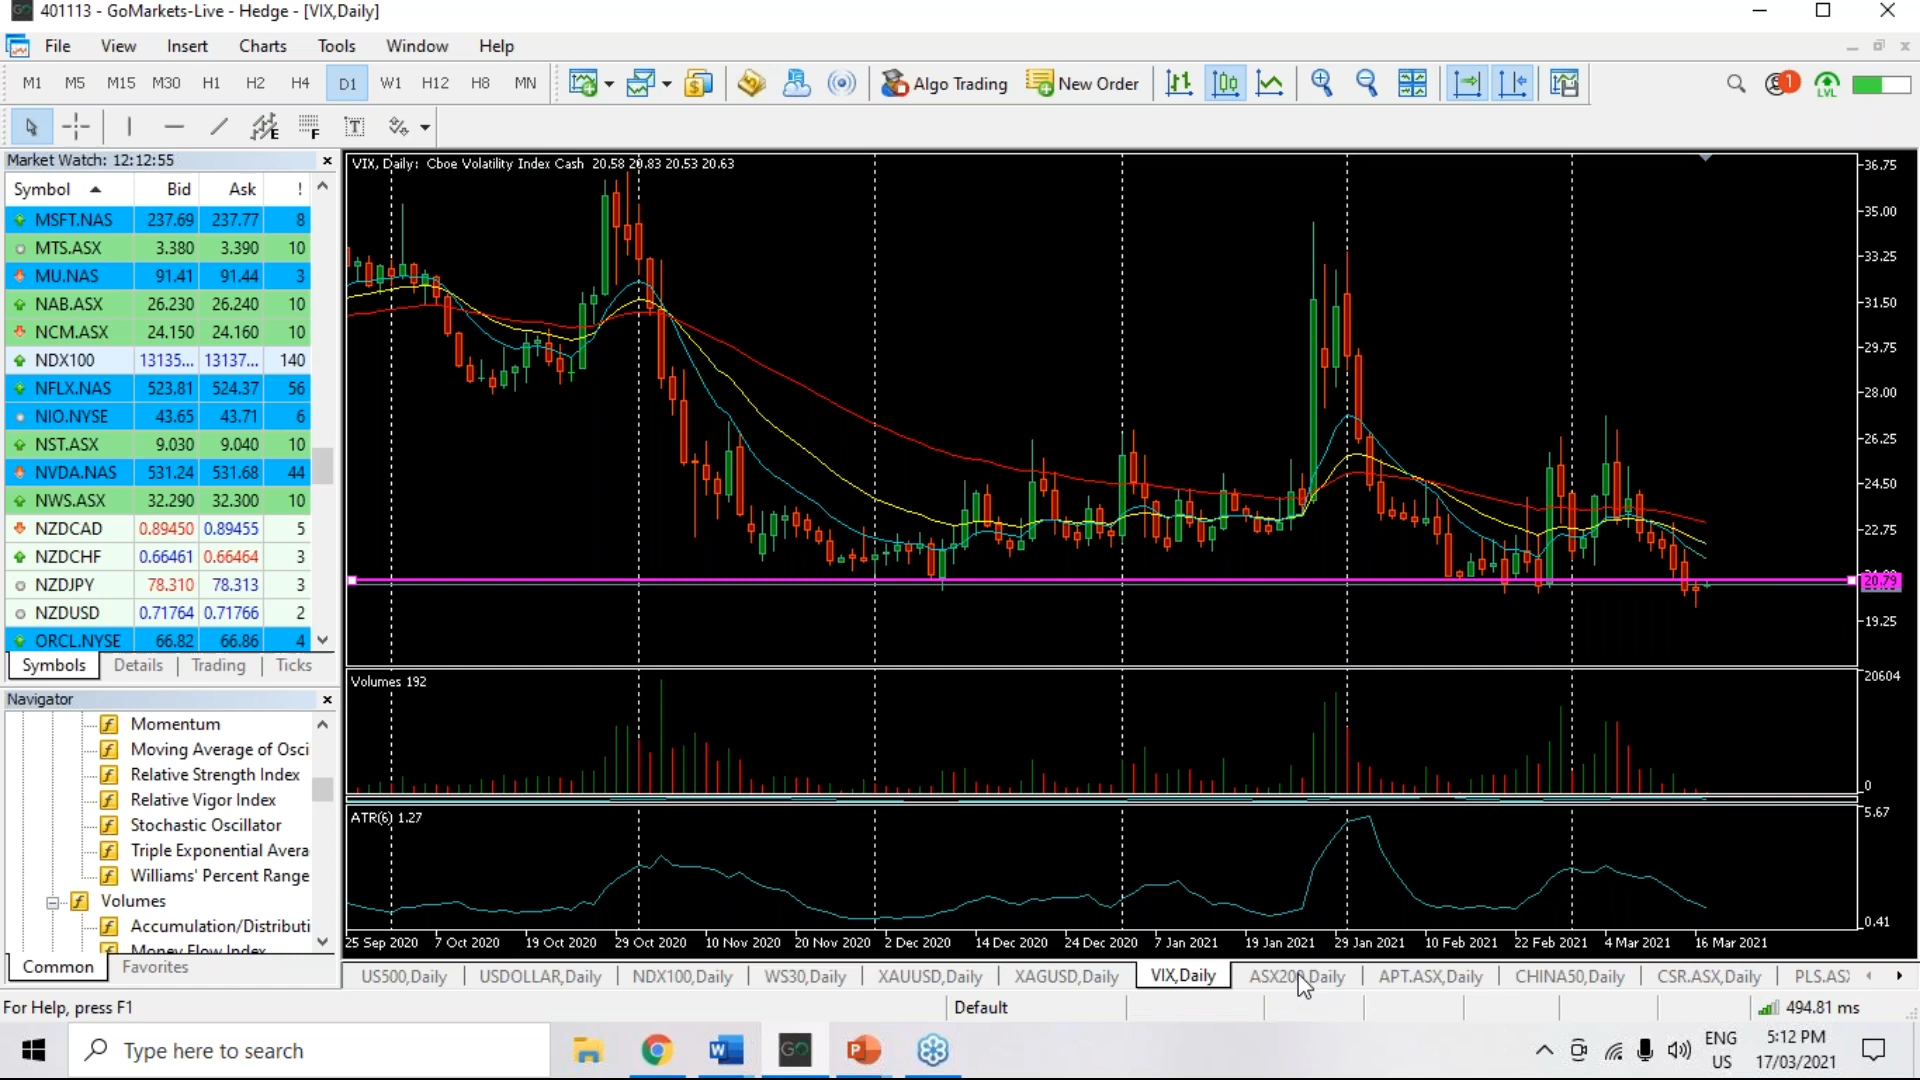 401113 - GoMarkets-Live - Hedge - [VIX,Daily]
File View Insert Charts Tools Window Help
M1 M5 M15 M30 H1 H2 H4 D1 W1 H12 H8 MN Algo Trading New Order 1 LVL
E F T
Market Watch: 12:12:55
Symbol Bid Ask !
MSFT.NAS 237.69 237.77 8
MTS.ASX 3.380 3.390 10
MU.NAS 91.41 91.44 3
NAB.ASX 26.230 26.240 10
NCM.ASX 24.150 24.160 10
NDX100 13135... 13137... 140
NFLX.NAS 523.81 524.37 56
NIO.NYSE 43.65 43.71 6
NST.ASX 9.030 9.040 10
NVDA.NAS 531.24 531.68 44
NWS.ASX 32.290 32.300 10
NZDCAD 0.89450 0.89455 5
NZDCHF 0.66461 0.66464 3
NZDJPY 78.310 78.313 3
NZDUSD 0.71764 0.71766 2
ORCL.NYSE 66.82 66.86 4
Symbols Details Trading Ticks
Navigator
Momentum
Moving Average of Osci
Relative Strength Index
Relative Vigor Index
Stochastic Oscillator
Triple Exponential Avera
Williams' Percent Range
Volumes
Accumulation/Distributi
Money Flow Index
Common Favorites
VIX, Daily: Cboe Volatility Index Cash 20.58 20.83 20.53 20.63
36.75
35.00
33.25
31.50
29.75
28.00
26.25
24.50
22.75
20.79
19.25
Volumes 192
20604
0
ATR(6) 1.27
5.67
0.41
25 Sep 2020 7 Oct 2020 19 Oct 2020 29 Oct 2020 10 Nov 2020 20 Nov 2020 2 Dec 2020 14 Dec 2020 24 Dec 2020 7 Jan 2021 19 Jan 2021 29 Jan 2021 10 Feb 2021 22 Feb 2021 4 Mar 2021 16 Mar 2021
US500,Daily USDOLLAR,Daily NDX100,Daily WS30,Daily XAUUSD,Daily XAGUSD,Daily VIX,Daily ASX200,Daily APT.ASX,Daily CHINA50,Daily CSR.ASX,Daily PLS.AS
For Help, press F1 Default 494.81 ms
Type here to search
ENG
US
5:12 PM
17/03/2021